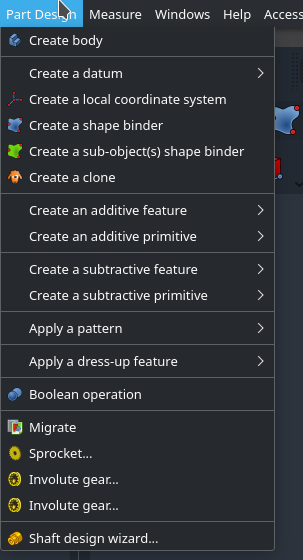 Part Design Measure Windows Help Access
Create body
Create a datum
Create a local coordinate system
Create a shape binder
Create a sub-object(s) shape binder
Create a clone
Create an additive feature
Create an additive primitive
Create a subtractive feature
Create a subtractive primitive
Apply a pattern
Apply a dress-up feature
Boolean operation
Migrate
Sprocket...
Involute gear...
Involute gear...
Shaft design wizard...